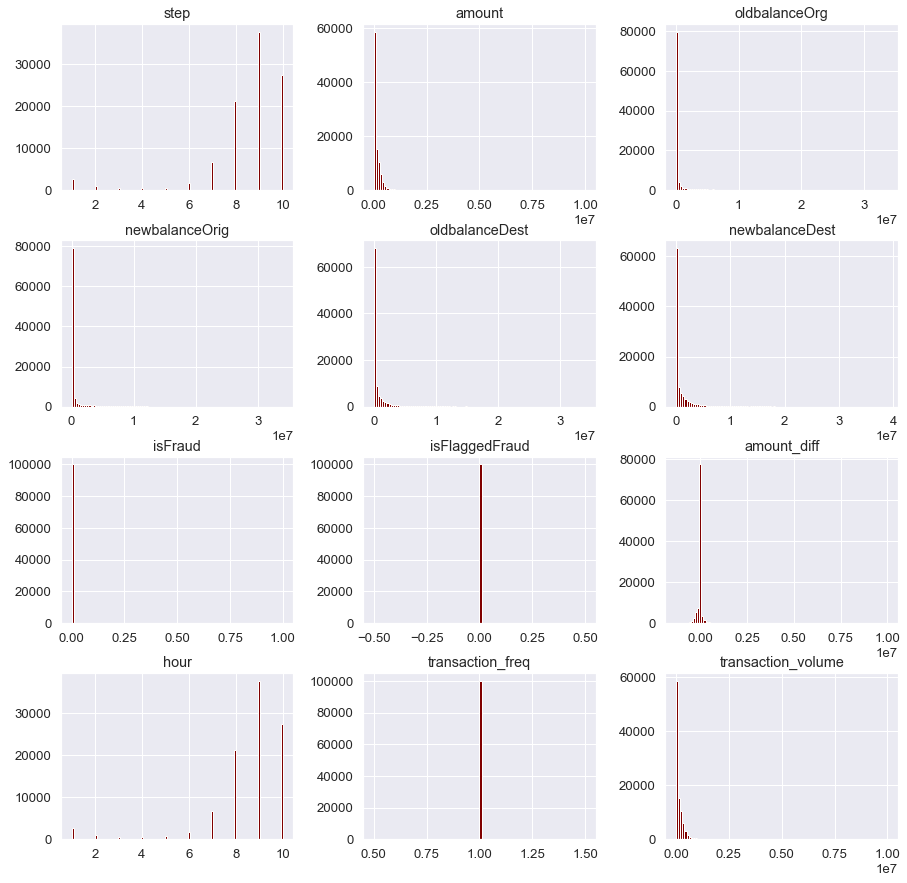 step amount oldbalanceOrg
30000 20000 10000 0
2 4 6 8 10
60000 40000 20000 0
0.00 0.25 0.50 0.75 1.00
1e7
80000 60000 40000 20000 0
0 1 2 3
1e7
newbalanceOrig oldbalanceDest newbalanceDest
80000 60000 40000 20000 0
0 1 2 3
1e7
60000 40000 20000 0
0 1 2 3
1e7
60000 40000 20000 0
0 1 2 3 4
1e7
isFraud isFlaggedFraud amount_diff
100000 80000 60000 40000 20000 0
0.00 0.25 0.50 0.75 1.00
100000 80000 60000 40000 20000 0
−0.50 −0.25 0.00 0.25 0.50
80000 60000 40000 20000 0
0.00 0.25 0.50 0.75 1.00
1e7
hour transaction_freq transaction_volume
30000 20000 10000 0
2 4 6 8 10
100000 80000 60000 40000 20000 0
0.50 0.75 1.00 1.25 1.50
60000 40000 20000 0
0.00 0.25 0.50 0.75 1.00
1e7